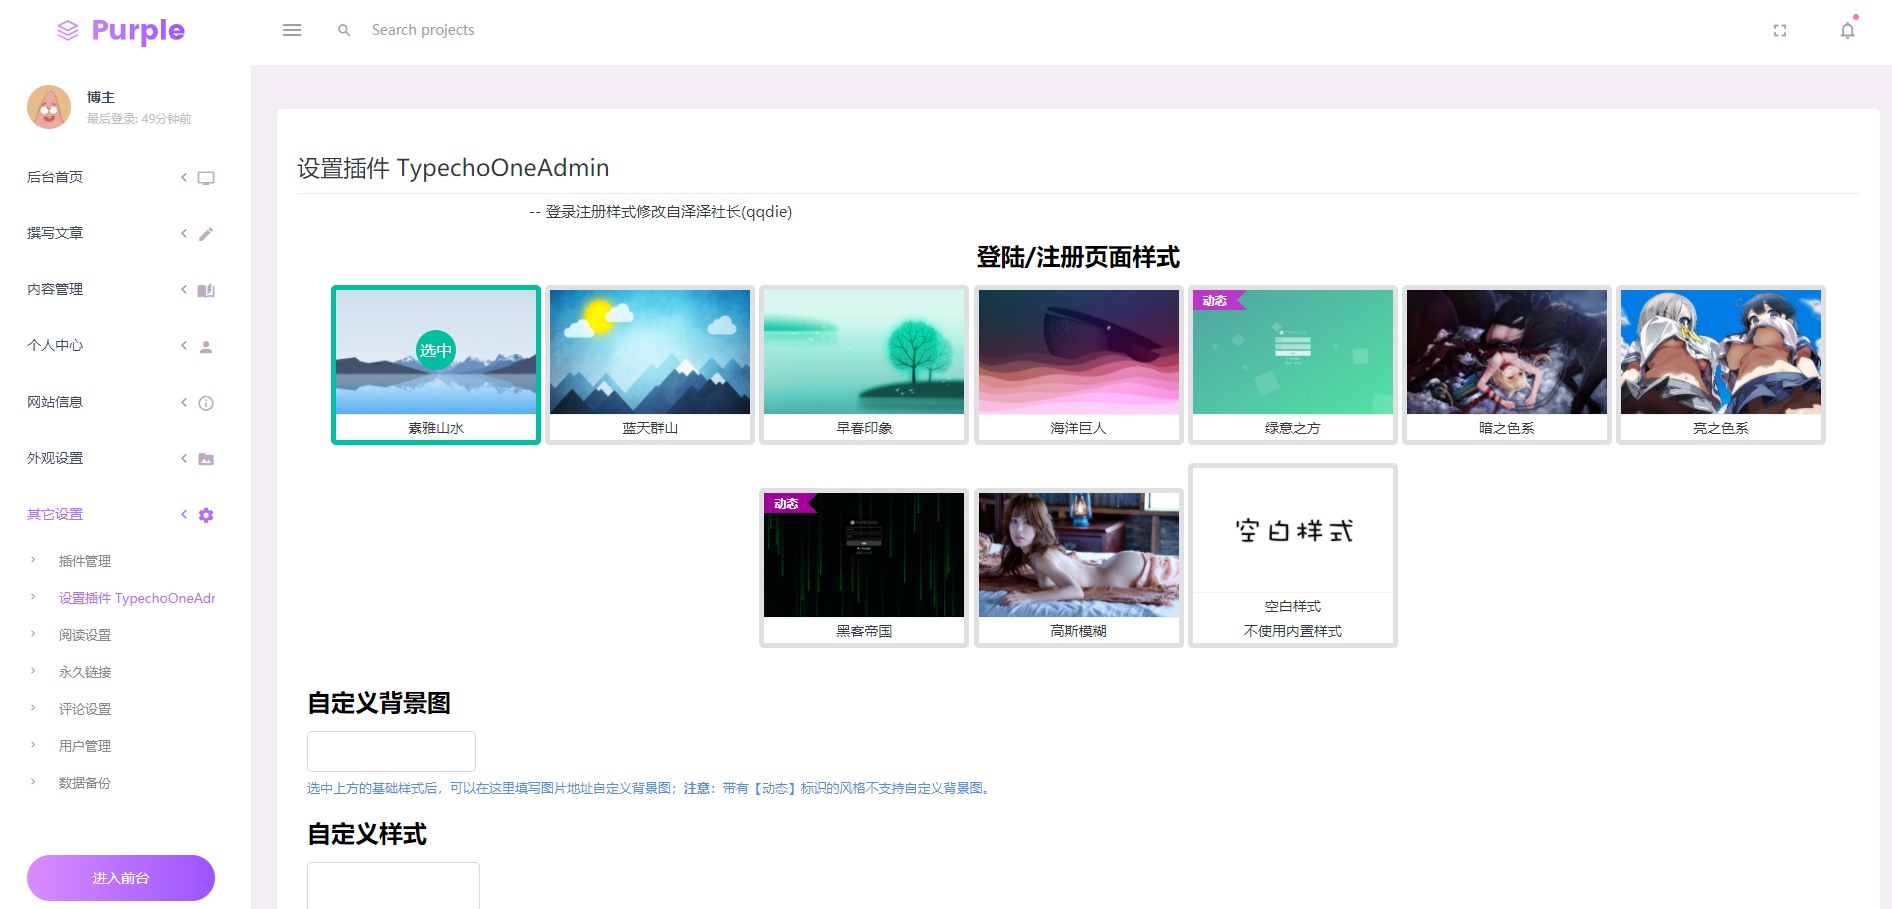 Purple
Search projects
博主
最后登录: 49分钟前
后台首页
撰写文章
内容管理
个人中心
网站信息
外观设置
其它设置
插件管理
设置插件 TypechoOneAdr
阅读设置
永久链接
评论设置
用户管理
数据备份
进入前台
设置插件 TypechoOneAdmin
-- 登录注册样式修改自泽泽社长(qqdie)
登陆/注册页面样式
选中
动态
素雅山水
蓝天群山
早春印象
海洋巨人
绿意之方
暗之色系
亮之色系
动态
空白样式
黑客帝国
高斯模糊
空白样式
不使用内置样式
自定义背景图
选中上方的基础样式后，可以在这里填写图片地址自定义背景图；注意：带有【动态】标识的风格不支持自定义背景图。
自定义样式